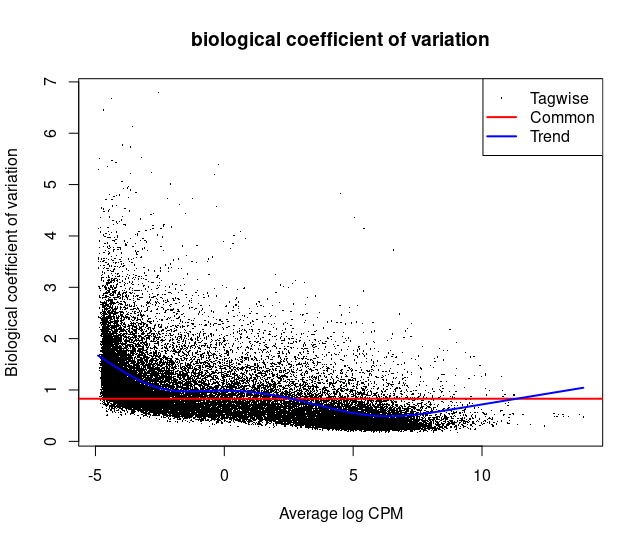 biological coefficient of variation
Tagwise
Common
Trend
Biological coefficient of variation
7
6
5
4
3
2
1
0
-5 0 5 10
Average log CPM